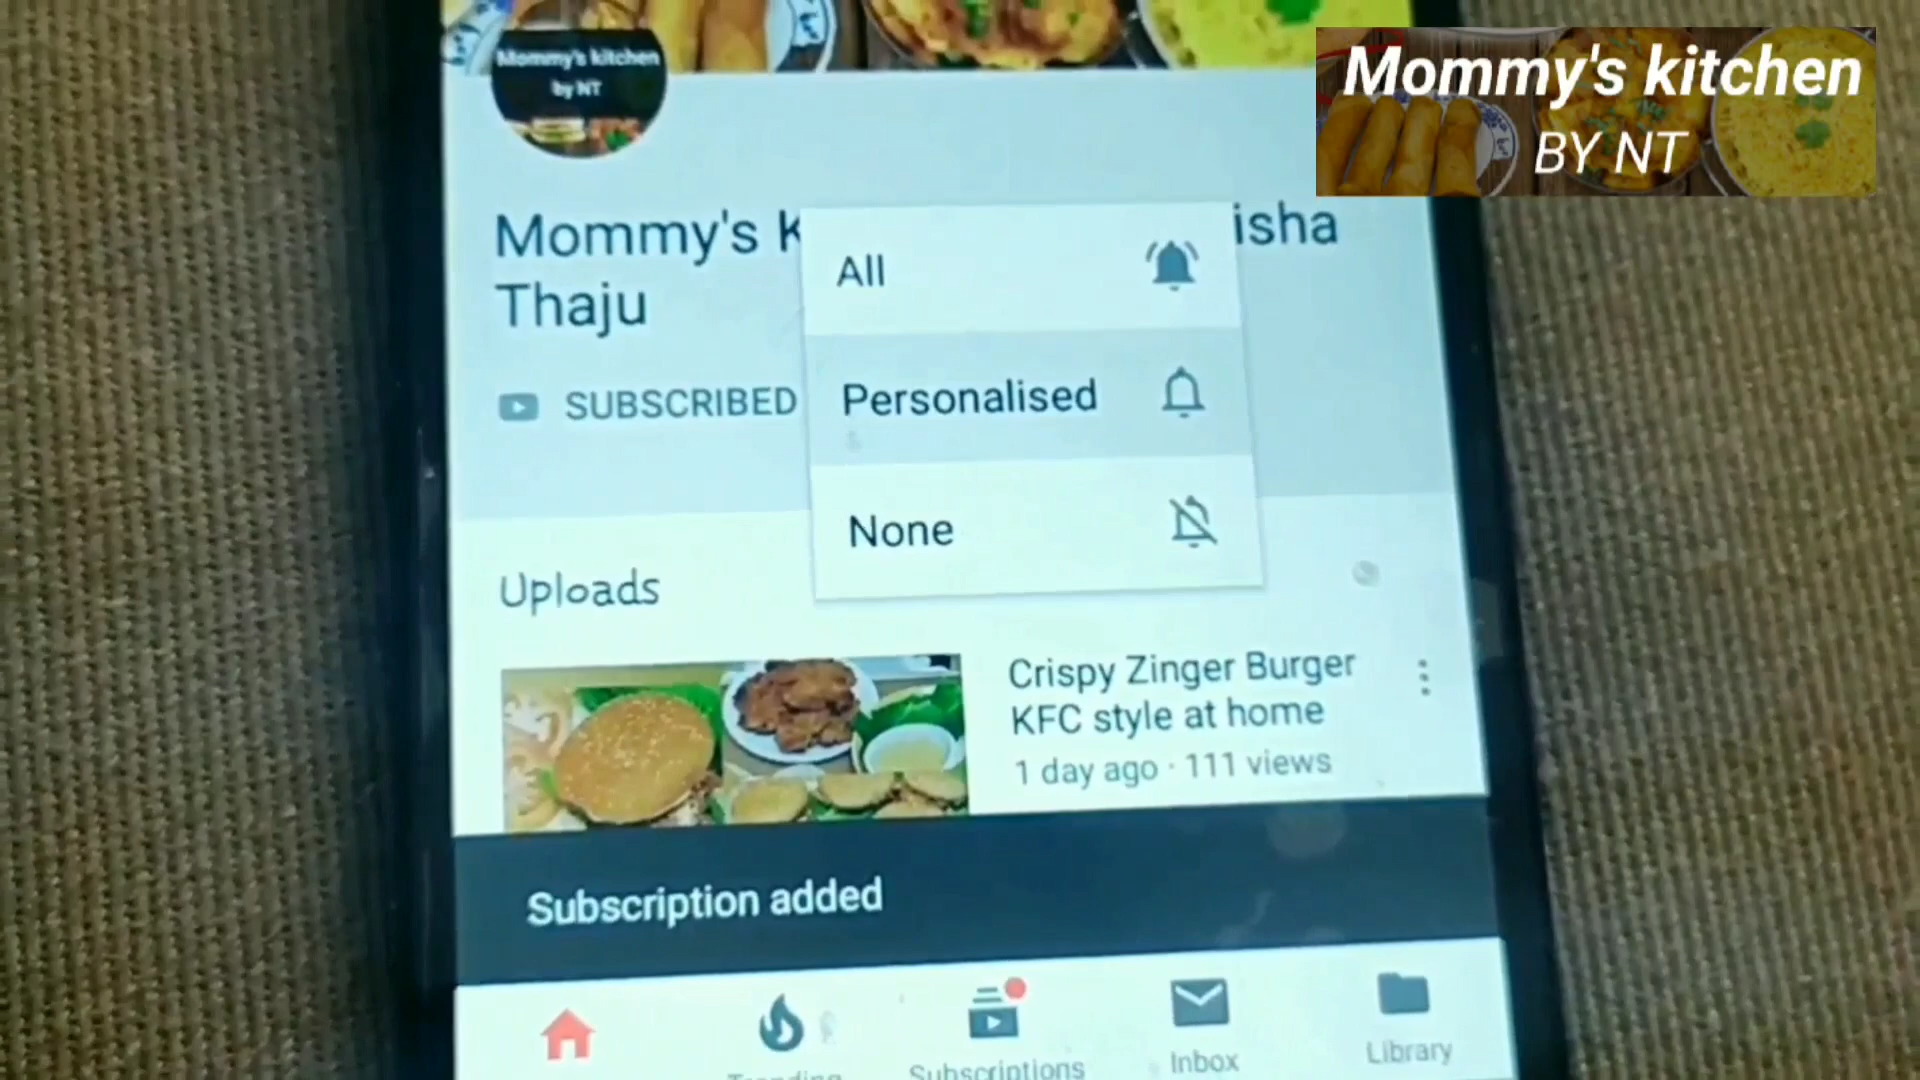 Mommy's kitchen
by NT
Mommy's kitchen
BY NT
Mommy's K
isha
Thaju
SUBSCRIBED
All
Personalised
None
Uploads
Crispy Zinger Burger
KFC style at home
1 day ago · 111 views
Subscription added
Trending
Subscriptions
Inbox
Library